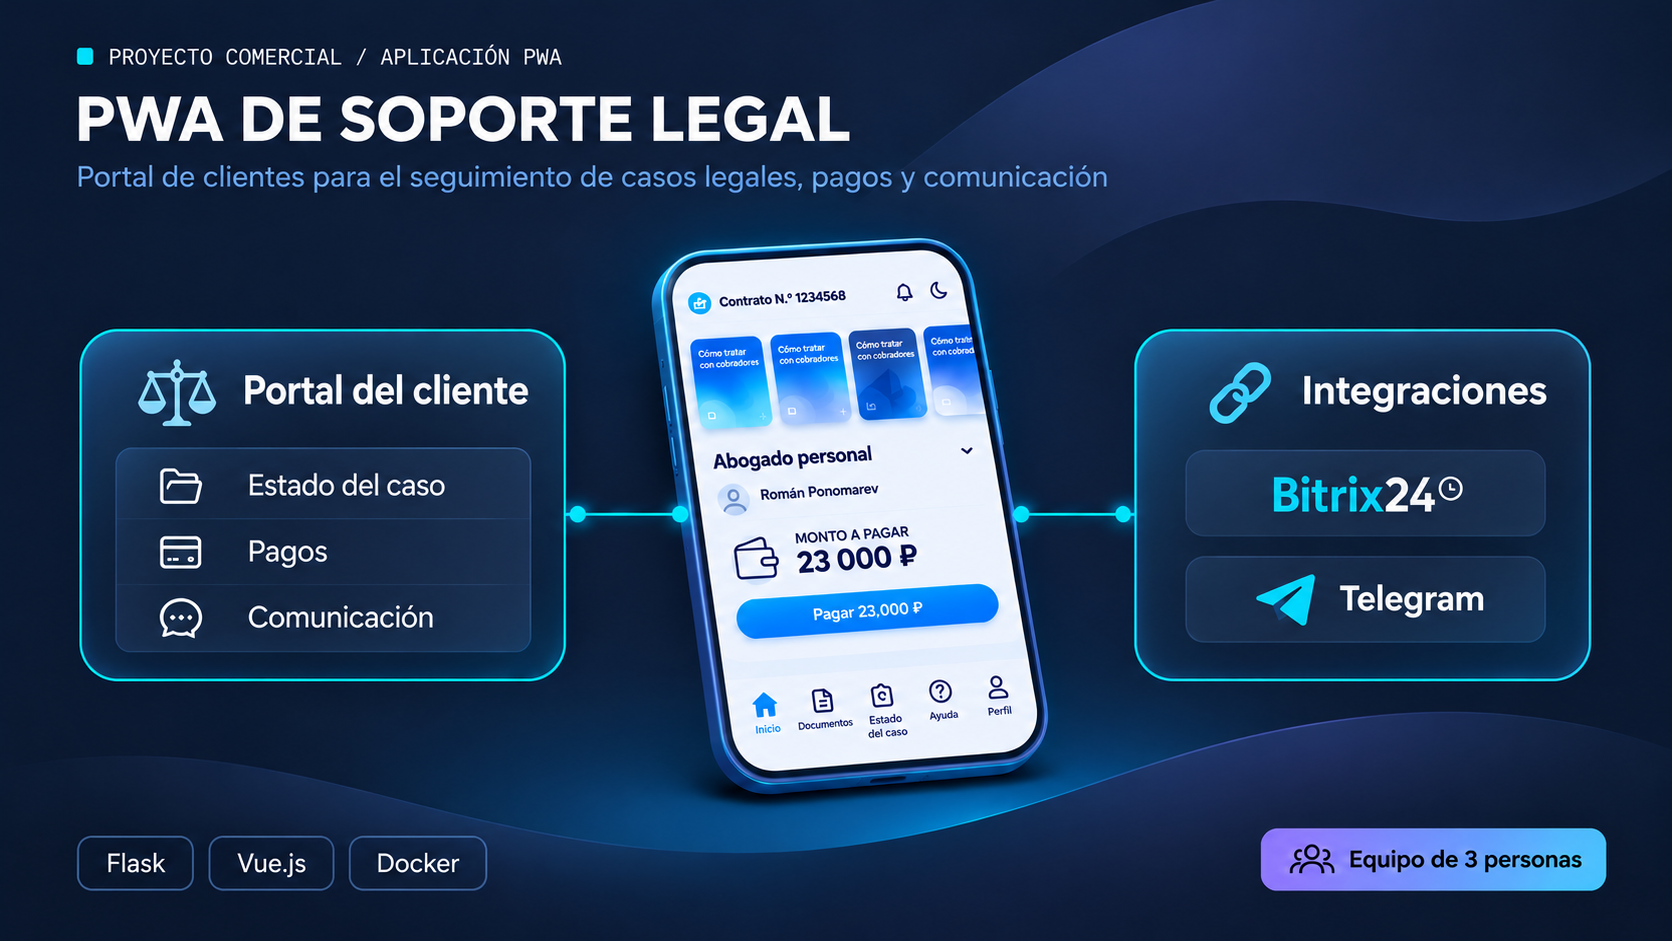 PROYECTO COMERCIAL / APLICACIÓN PWA
PWA DE SOPORTE LEGAL
Portal de clientes para el seguimiento de casos legales, pagos y comunicación
Portal del cliente
Estado del caso
Pagos
Comunicación
Contrato N.º 1234568
Cómo tratar
con cobradores
Cómo tratar
con cobradores
Cómo tratar
con cobradores
Cómo
con
Abogado personal
Román Ponomarev
MONTO A PAGAR
23 000 ₽
Pagar 23,000 ₽
Inicio
Documentos
Estado
del caso
Ayuda
Perfil
Integraciones
Bitrix24
Telegram
Flask
Vue.js
Docker
Equipo de 3 personas